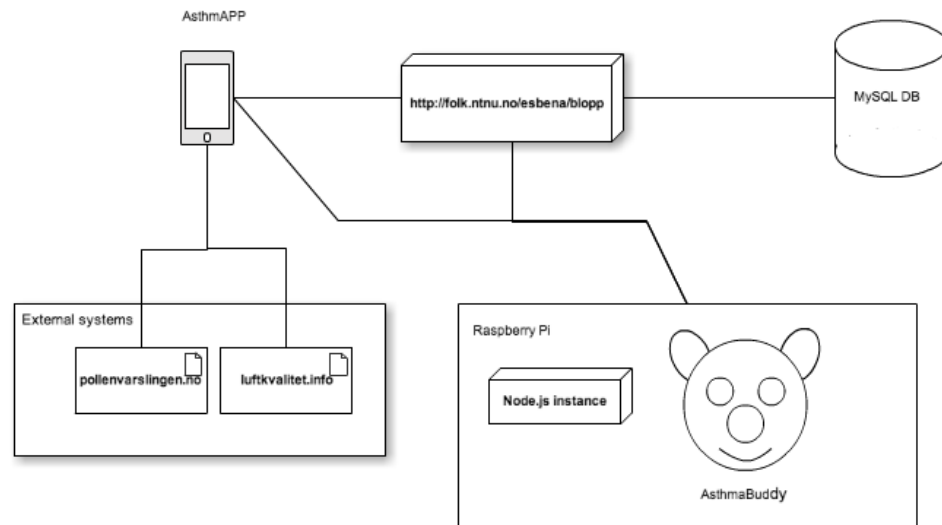 AsthmAPP
http://folk.ntnu.no/esbena/blopp
MySQL DB
External systems
pollenvarslingen.no
luftkvalitet.info
Raspberry Pi
Node.js instance
AsthmaBuddy